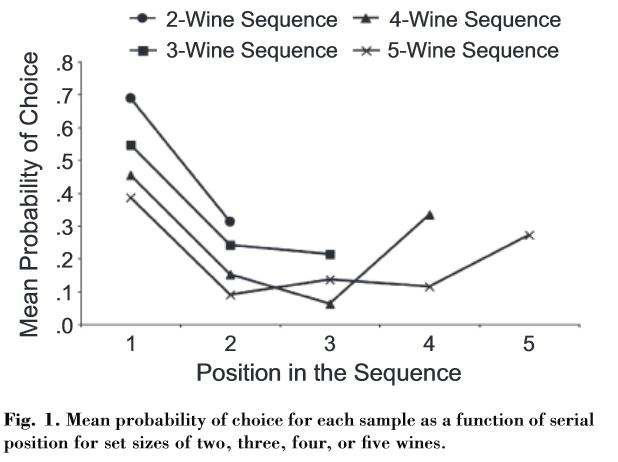 2-Wine Sequence 4-Wine Sequence
3-Wine Sequence 5-Wine Sequence
.8
.7
.6
.5
.4
.3
.2
.1
.0
Mean Probability of Choice
1 2 3 4 5
Position in the Sequence
Fig. 1. Mean probability of choice for each sample as a function of serial
position for set sizes of two, three, four, or five wines.